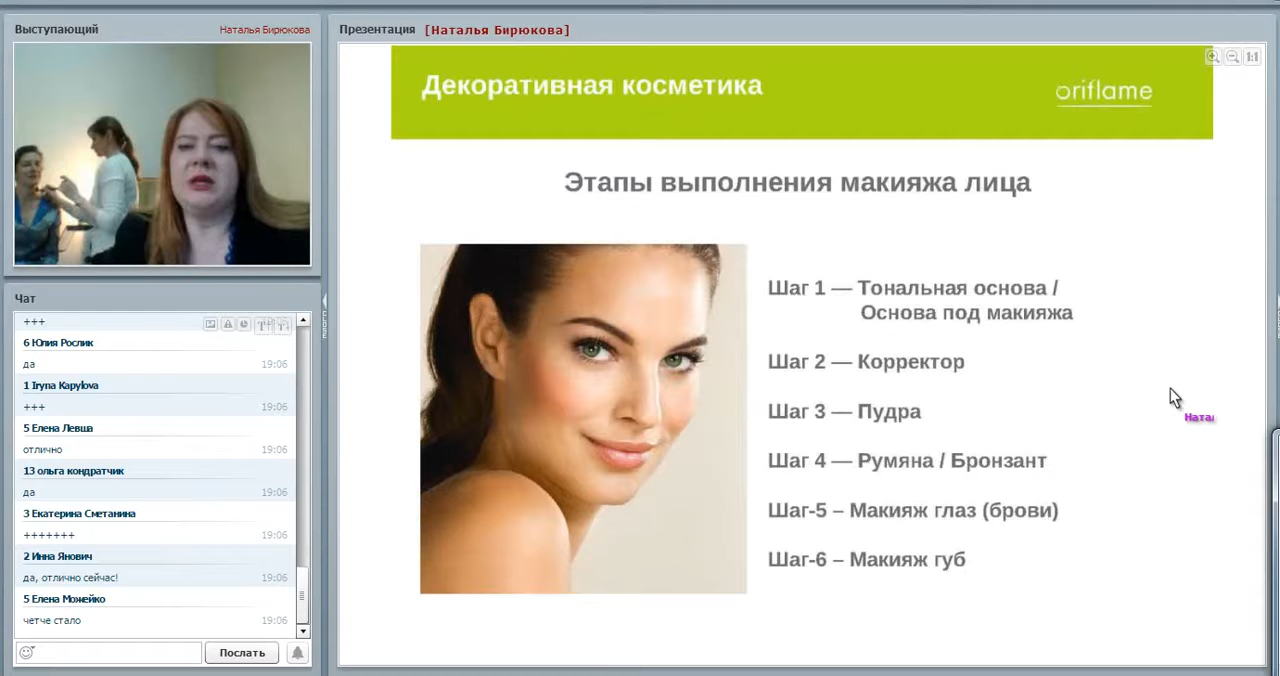 Выступающий
Наталья Бирюкова
Чат
+++
6 Юлия Рослик
да
19:06
1 Iryna Kapylova
+++
19:06
5 Елена Левша
отлично
19:06
13 ольга кондратчик
да
19:06
3 Екатерина Сметанина
+++++++
19:06
2 Инна Янович
да, отлично сейчас!
19:06
5 Елена Можейко
четче стало
19:06
Послать
Презентация [Наталья Бирюкова]
1:1
Декоративная косметика
oriflame
Этапы выполнения макияжа лица
Шаг 1 — Тональная основа /
Основа под макияжа
Шаг 2 — Корректор
Шаг 3 — Пудра
Шаг 4 — Румяна / Бронзант
Шаг-5 – Макияж глаз (брови)
Шаг-6 – Макияж губ
Ната